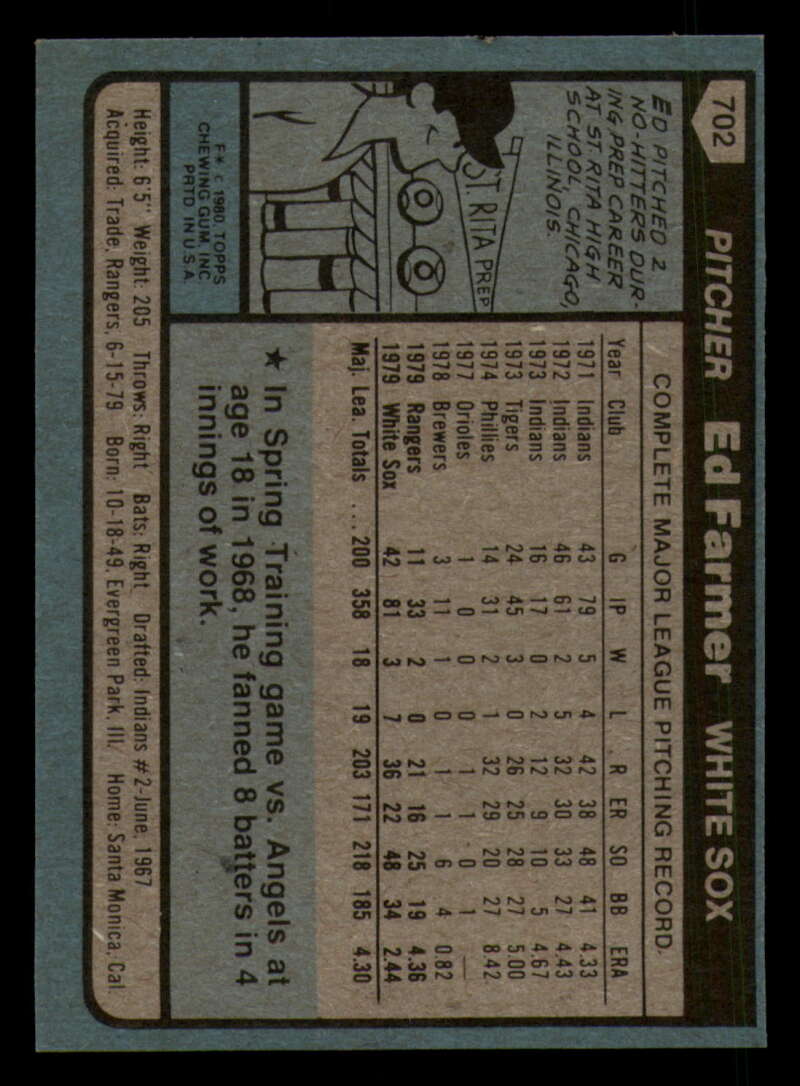 702
PITCHER Ed Farmer WHITE SOX
ED PITCHED 2
NO-HITTERS DUR-
ING PREP CAREER
AT ST. RITA HIGH
SCHOOL, CHICAGO,
ILLINOIS.
ST. RITA PREP
F* © 1980 TOPPS
CHEWING GUM, INC.
PRTD. IN U.S.A.
COMPLETE MAJOR LEAGUE PITCHING RECORD
Year Club G IP W L R ER SO BB ERA
1971 Indians 43 79 5 4 42 38 48 41 4.33
1972 Indians 46 61 2 5 32 30 33 27 4.43
1973 Indians 16 17 0 2 12 9 10 5 4.67
1973 Tigers 24 45 3 0 26 25 28 27 5.00
1974 Phillies 14 31 2 1 32 29 20 27 8.42
1977 Orioles 1 0 0 0 1 1 0 1 —
1978 Brewers 3 11 1 0 1 1 6 4 0.82
1979 Rangers 11 33 2 0 21 16 25 19 4.36
1979 White Sox 42 81 3 7 36 22 48 34 2.44
Maj. Lea. Totals ... 200 358 18 19 203 171 218 185 4.30
★ In Spring Training game vs. Angels at
age 18 in 1968, he fanned 8 batters in 4
innings of work.
Height: 6'5" Weight: 205 Throws: Right Bats: Right Drafted: Indians #2-June, 1967
Acquired: Trade, Rangers, 6-15-79 Born: 10-18-49, Evergreen Park, Ill. Home: Santa Monica, Cal.